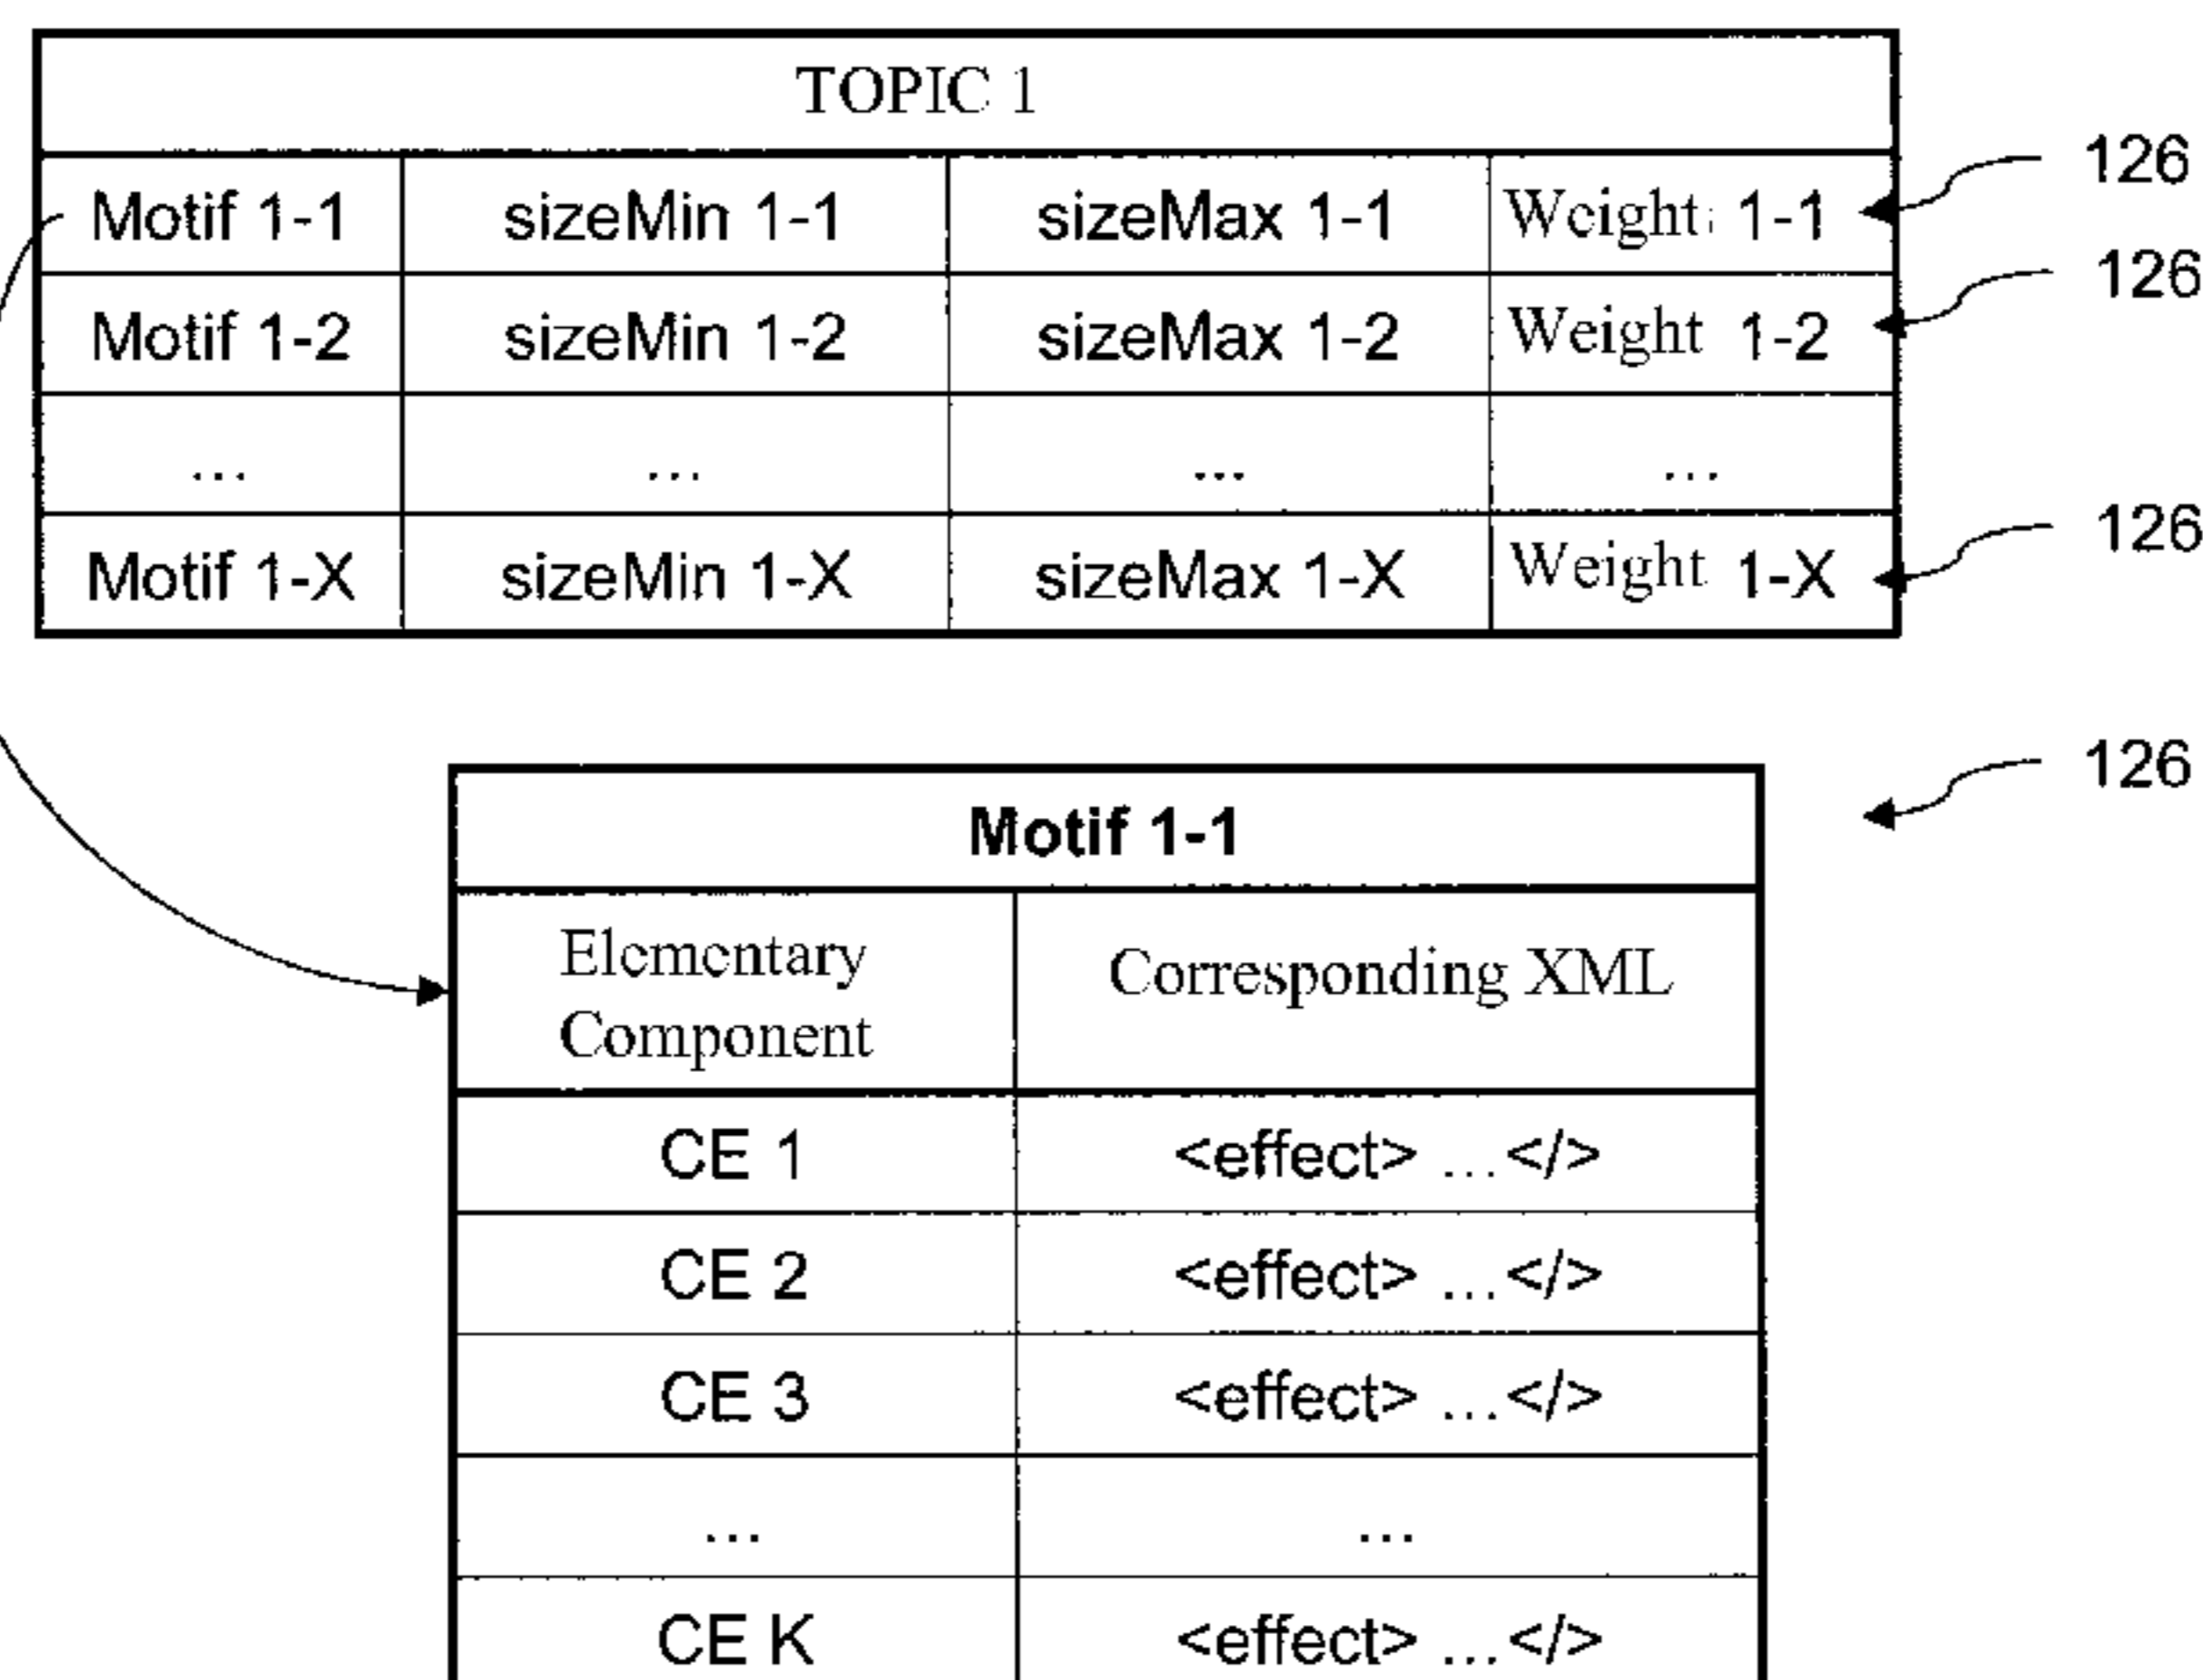 TOPIC 1
Motif 1-1 sizeMin 1-1 sizeMax 1-1 Weight 1-1 126
Motif 1-2 sizeMin 1-2 sizeMax 1-2 Weight 1-2 126
... ... ... ...
Motif 1-X sizeMin 1-X sizeMax 1-X Weight 1-X 126
126
Motif 1-1
Elementary
Component
Corresponding XML
CE 1 <effect> ...</>
CE 2 <effect> ...</>
CE 3 <effect> ...</>
... ...
CE K <effect> ...</>